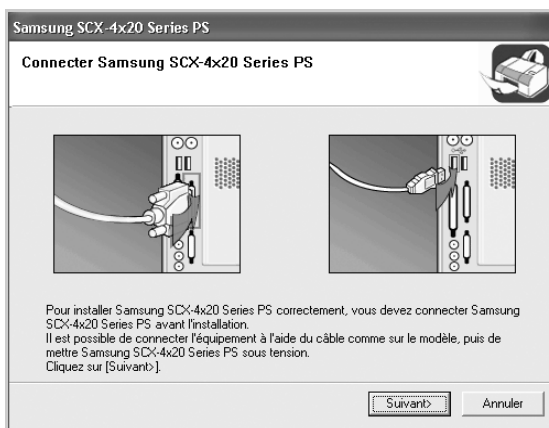 Samsung SCX-4x20 Series PS
Connecter Samsung SCX-4x20 Series PS
Pour installer Samsung SCX-4x20 Series PS correctement, vous devez connecter Samsung
SCX-4x20 Series PS avant l'installation.
Il est possible de connecter l'équipement à l'aide du câble comme sur le modèle, puis de
mettre Samsung SCX-4x20 Series PS sous tension.
Cliquez sur [Suivant>].
Suivant>
Annuler